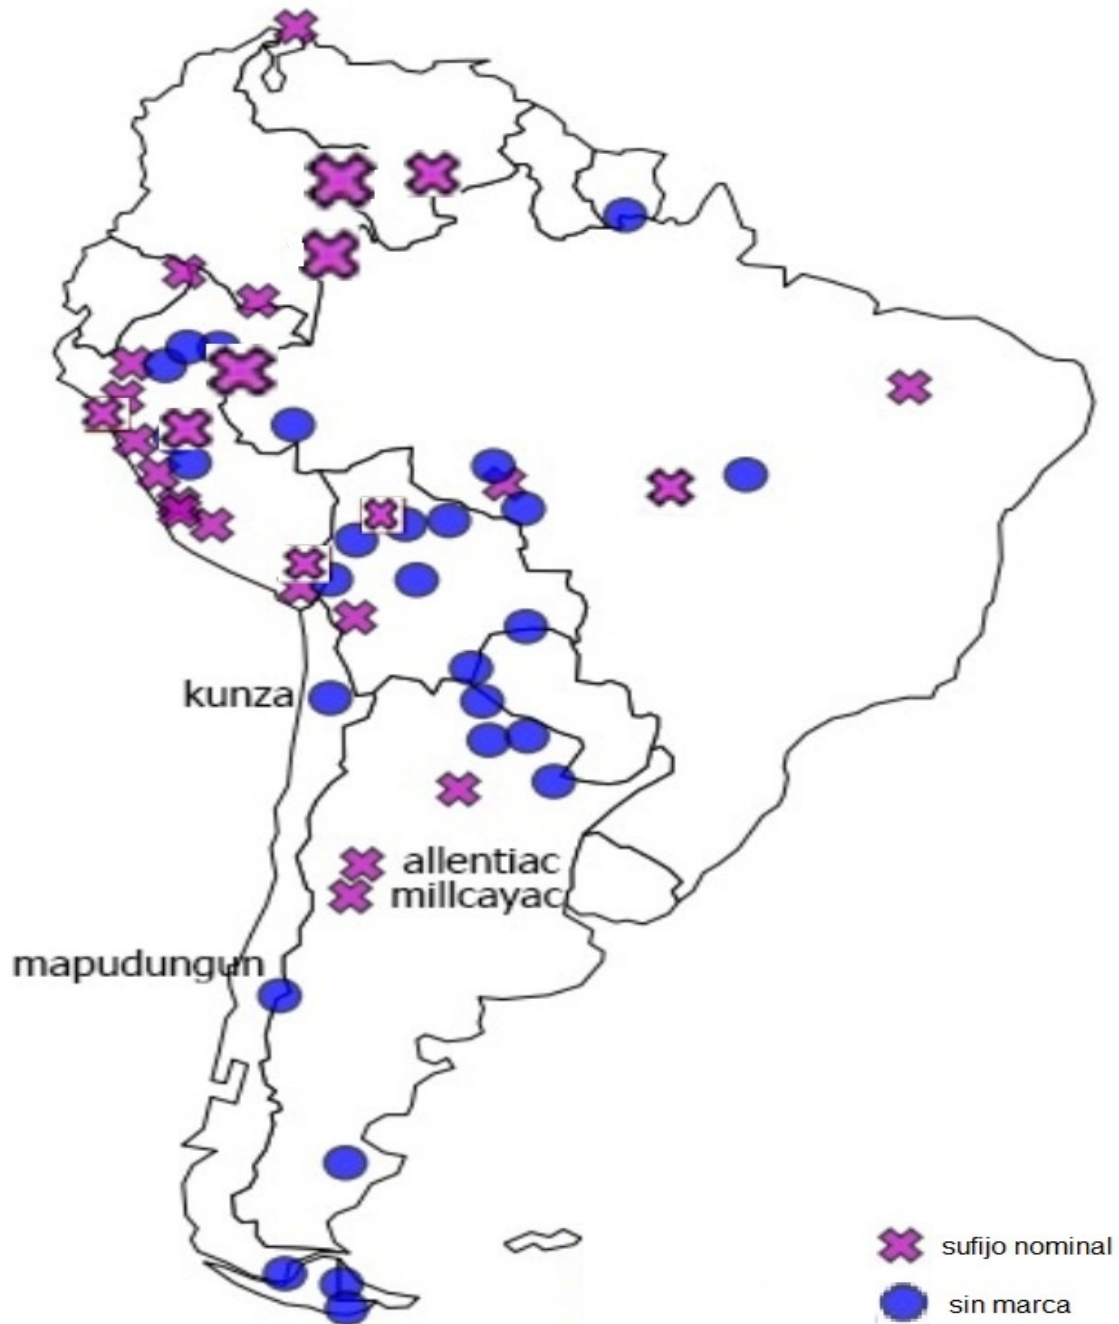 kunza
allentiac
millcayac
mapudungun
sufijo nominal
sin marca